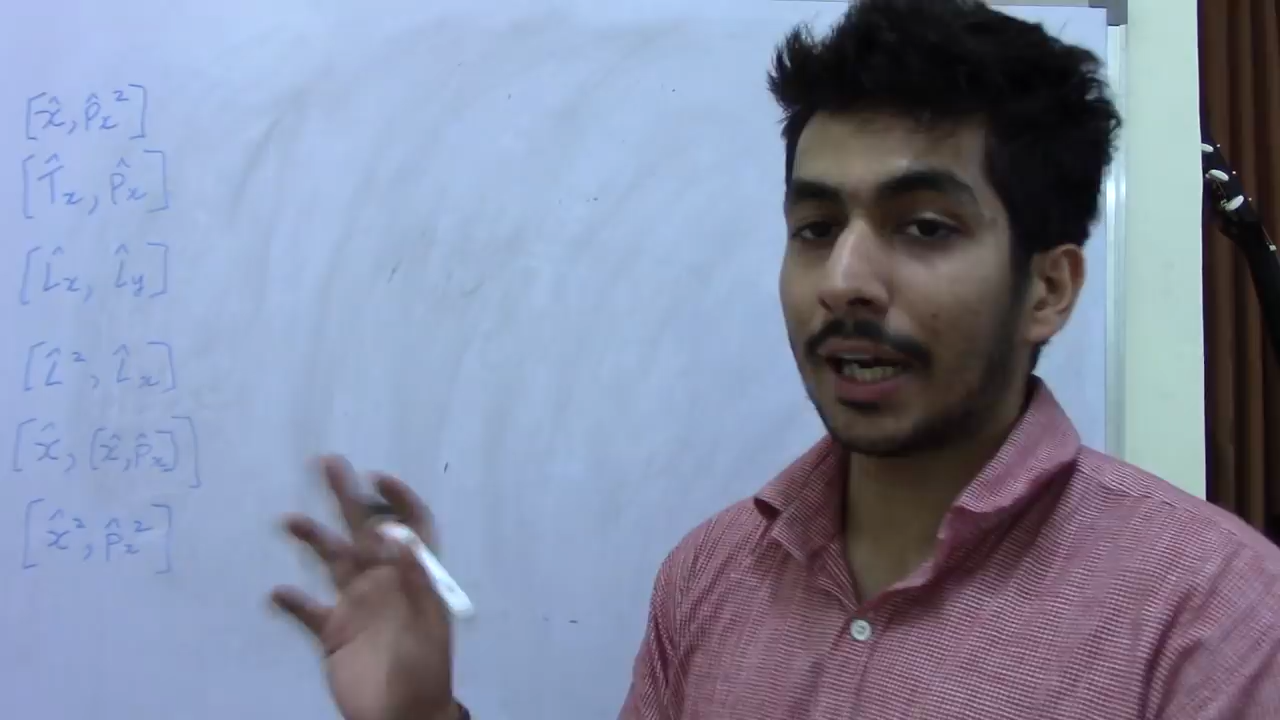 [x̂, p̂ₓ²]
[T̂ₓ, p̂ₓ]
[L̂ₓ, L̂ᵧ]
[L̂², L̂ₓ]
[x̂, [x̂, p̂ₓ]]
[x̂², p̂ₓ²]